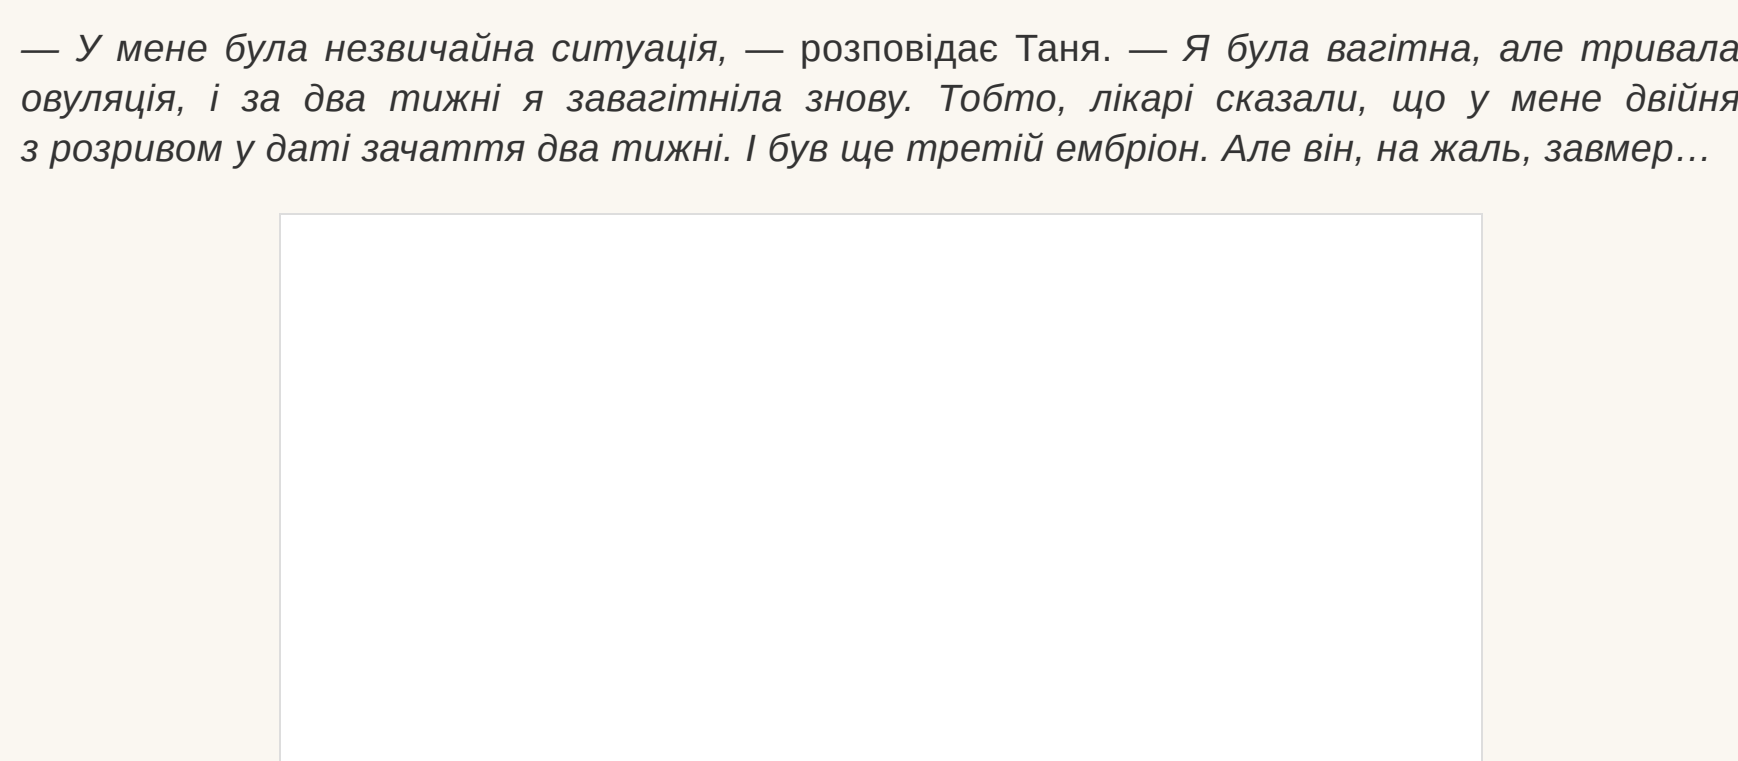 — У мене була незвичайна ситуація, — розповідає Таня. — Я була вагітна, але тривала
овуляція, і за два тижні я завагітніла знову. Тобто, лікарі сказали, що у мене двійня
з розривом у даті зачаття два тижні. І був ще третій ембріон. Але він, на жаль, завмер…